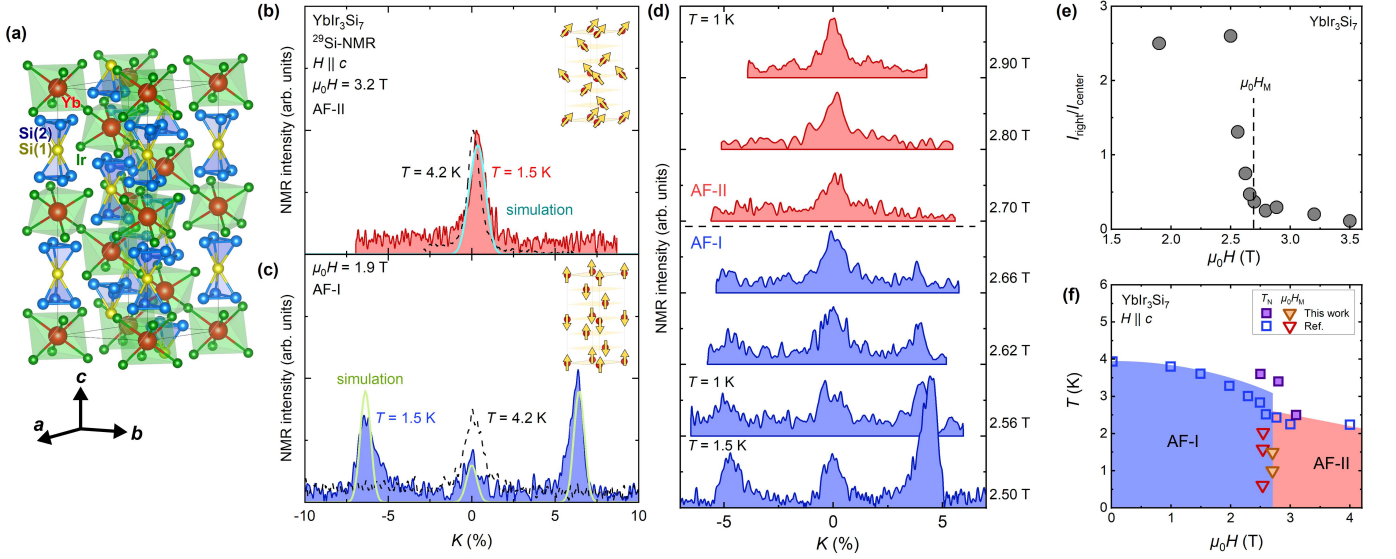 (a)
Yb
Si(2)
Si(1)
Ir
c
a
b
(b)
YbIr₃Si₇
²⁹Si-NMR
H || c
μ₀H = 3.2 T
AF-II
NMR intensity (arb. units)
T = 4.2 K
T = 1.5 K
simulation
(c)
μ₀H = 1.9 T
AF-I
NMR intensity (arb. units)
simulation
T = 1.5 K
T = 4.2 K
-10 -5 0 5 10
K (%)
(d)
T = 1 K
2.90 T
2.80 T
AF-II
2.70 T
AF-I
2.66 T
2.62 T
T = 1 K
2.56 T
T = 1.5 K
2.50 T
NMR intensity (arb. units)
-5 0 5
K (%)
(e)
YbIr₃Si₇
μ₀H_M
I_right/I_center
3
2
1
0
1.5 2.0 2.5 3.0 3.5
μ₀H (T)
(f)
YbIr₃Si₇
H || c
T_N μ₀H_M
This work
Ref.
AF-I
AF-II
T (K)
6
5
4
3
2
1
0
0 1 2 3 4
μ₀H (T)